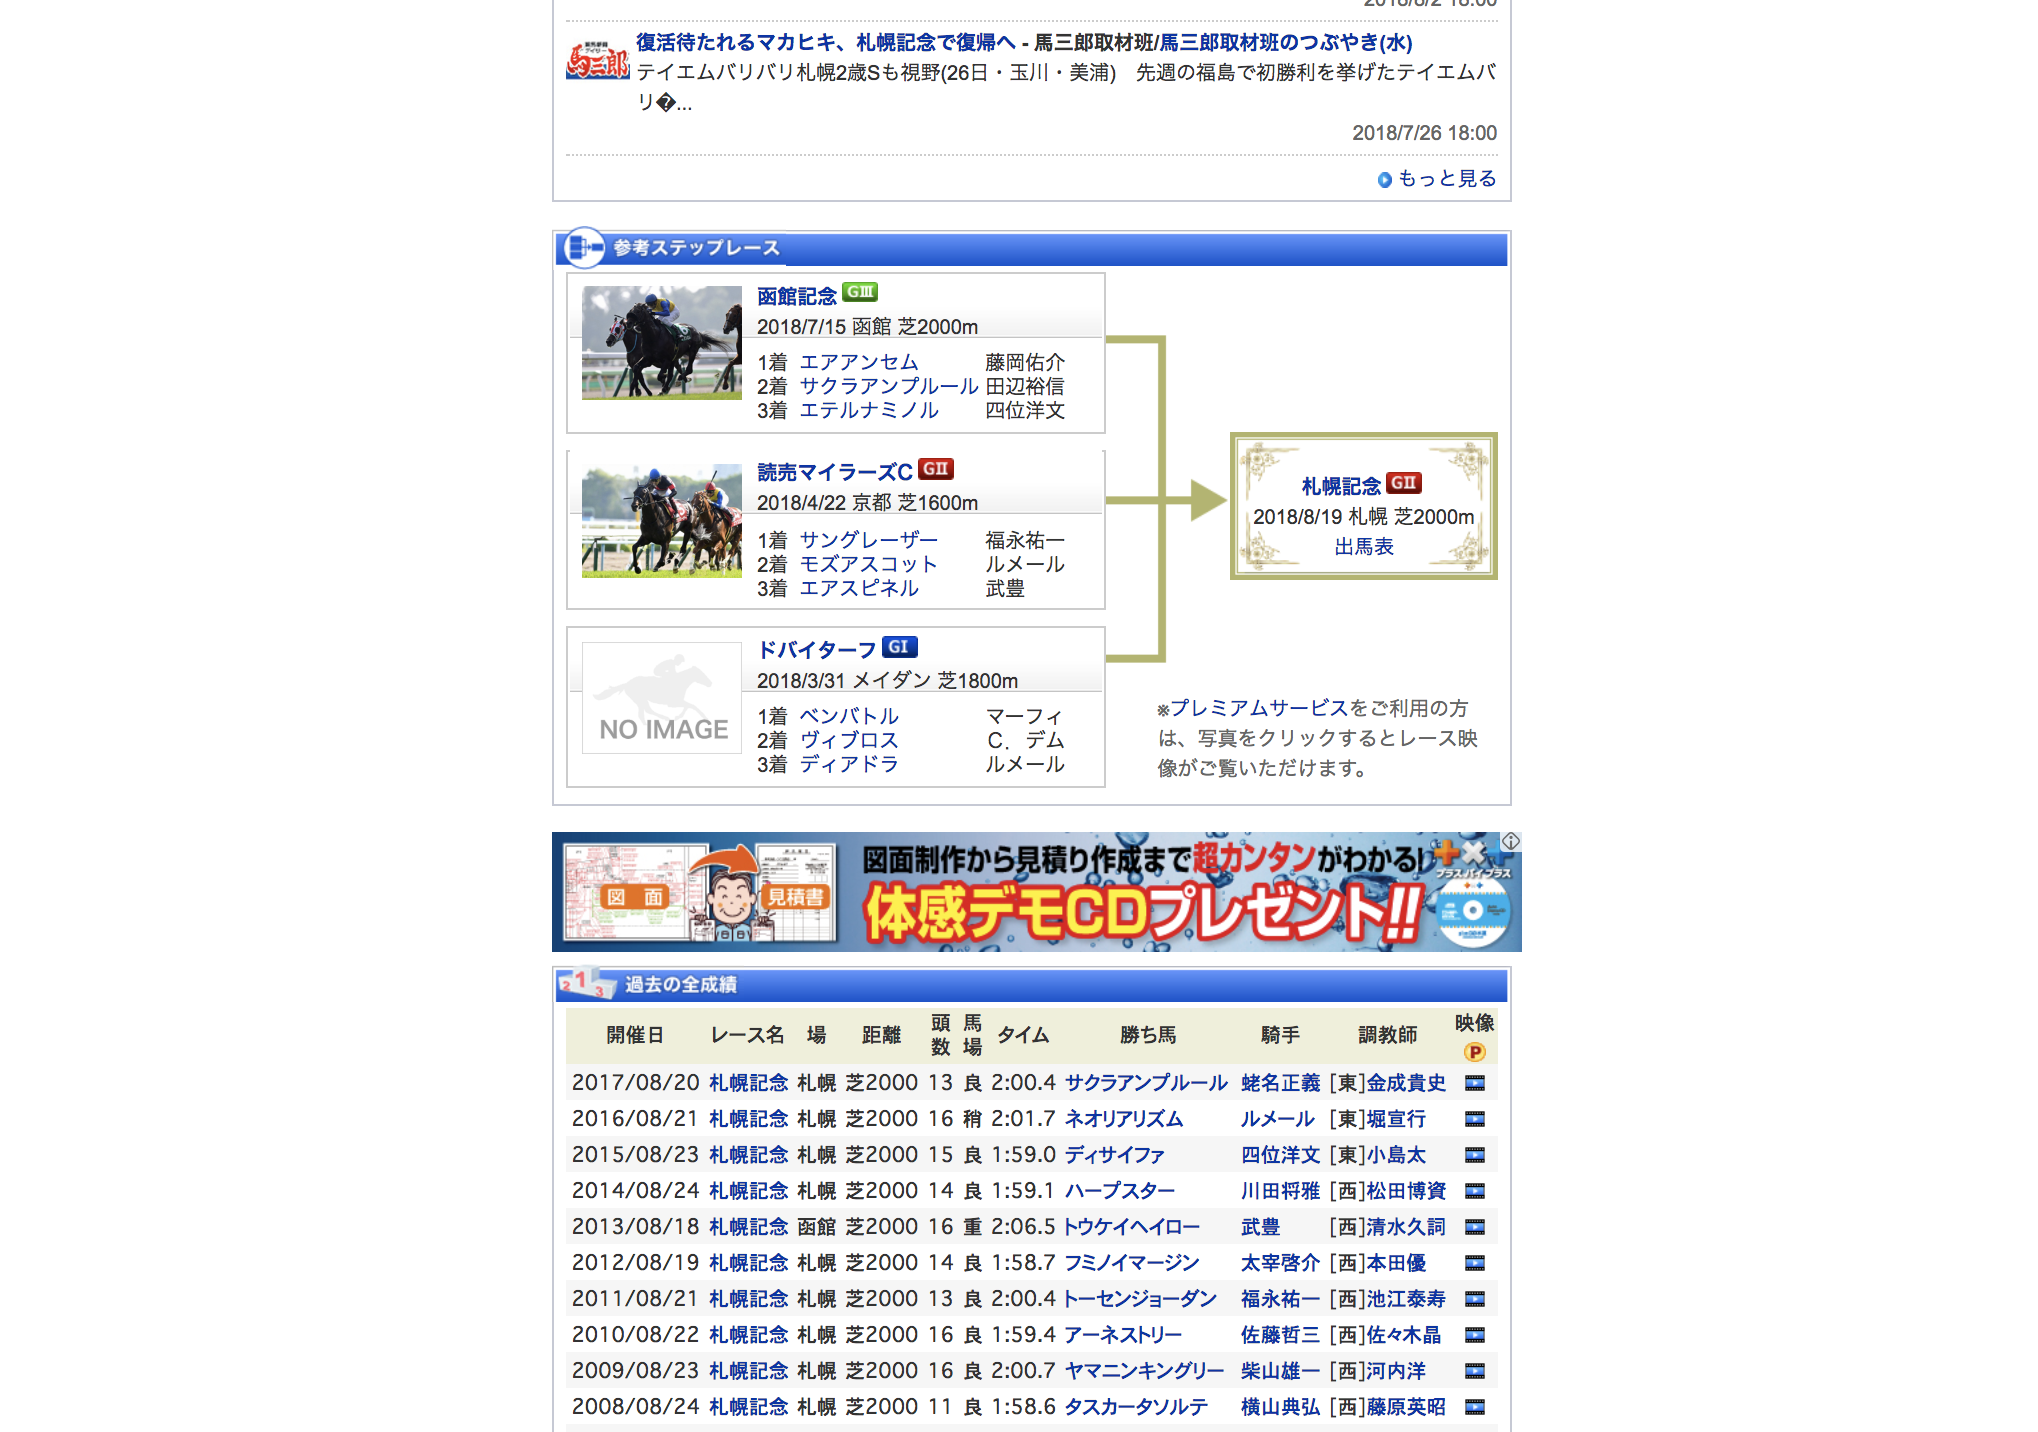 2018/8/2 18:00
復活待たれるマカヒキ、札幌記念で復帰へ - 馬三郎取材班/馬三郎取材班のつぶやき(水)
馬三郎
テイエムバリバリ札幌2歳Sも視野(26日・玉川・美浦)　先週の福島で初勝利を挙げたテイエムバ
リ�...
2018/7/26 18:00
もっと見る
参考ステップレース
函館記念 GIII
2018/7/15 函館 芝2000m
1着 エアアンセム 藤岡佑介
2着 サクラアンプルール 田辺裕信
3着 エテルナミノル 四位洋文
読売マイラーズC GII
2018/4/22 京都 芝1600m
1着 サングレーザー 福永祐一
2着 モズアスコット ルメール
3着 エアスピネル 武豊
札幌記念 GII
2018/8/19 札幌 芝2000m
出馬表
ドバイターフ GI
2018/3/31 メイダン 芝1800m
NO IMAGE
1着 ベンバトル マーフィ
2着 ヴィブロス C．デム
3着 ディアドラ ルメール
※プレミアムサービスをご利用の方
は、写真をクリックするとレース映
像がご覧いただけます。
図面制作から見積り作成まで超カンタンがわかる!
図面
見積書
体感デモCDプレゼント!!
プラス バイ プラス
1 2 3 過去の全成績
開催日 レース名 場 距離 頭数 馬場 タイム 勝ち馬 騎手 調教師 映像 P
2017/08/20 札幌記念 札幌 芝2000 13 良 2:00.4 サクラアンプルール 蛯名正義 [東]金成貴史
2016/08/21 札幌記念 札幌 芝2000 16 稍 2:01.7 ネオリアリズム ルメール [東]堀宣行
2015/08/23 札幌記念 札幌 芝2000 15 良 1:59.0 ディサイファ 四位洋文 [東]小島太
2014/08/24 札幌記念 札幌 芝2000 14 良 1:59.1 ハープスター 川田将雅 [西]松田博資
2013/08/18 札幌記念 函館 芝2000 16 重 2:06.5 トウケイヘイロー 武豊 [西]清水久詞
2012/08/19 札幌記念 札幌 芝2000 14 良 1:58.7 フミノイマージン 太宰啓介 [西]本田優
2011/08/21 札幌記念 札幌 芝2000 13 良 2:00.4 トーセンジョーダン 福永祐一 [西]池江泰寿
2010/08/22 札幌記念 札幌 芝2000 16 良 1:59.4 アーネストリー 佐藤哲三 [西]佐々木晶
2009/08/23 札幌記念 札幌 芝2000 16 良 2:00.7 ヤマニンキングリー 柴山雄一 [西]河内洋
2008/08/24 札幌記念 札幌 芝2000 11 良 1:58.6 タスカータソルテ 横山典弘 [西]藤原英昭